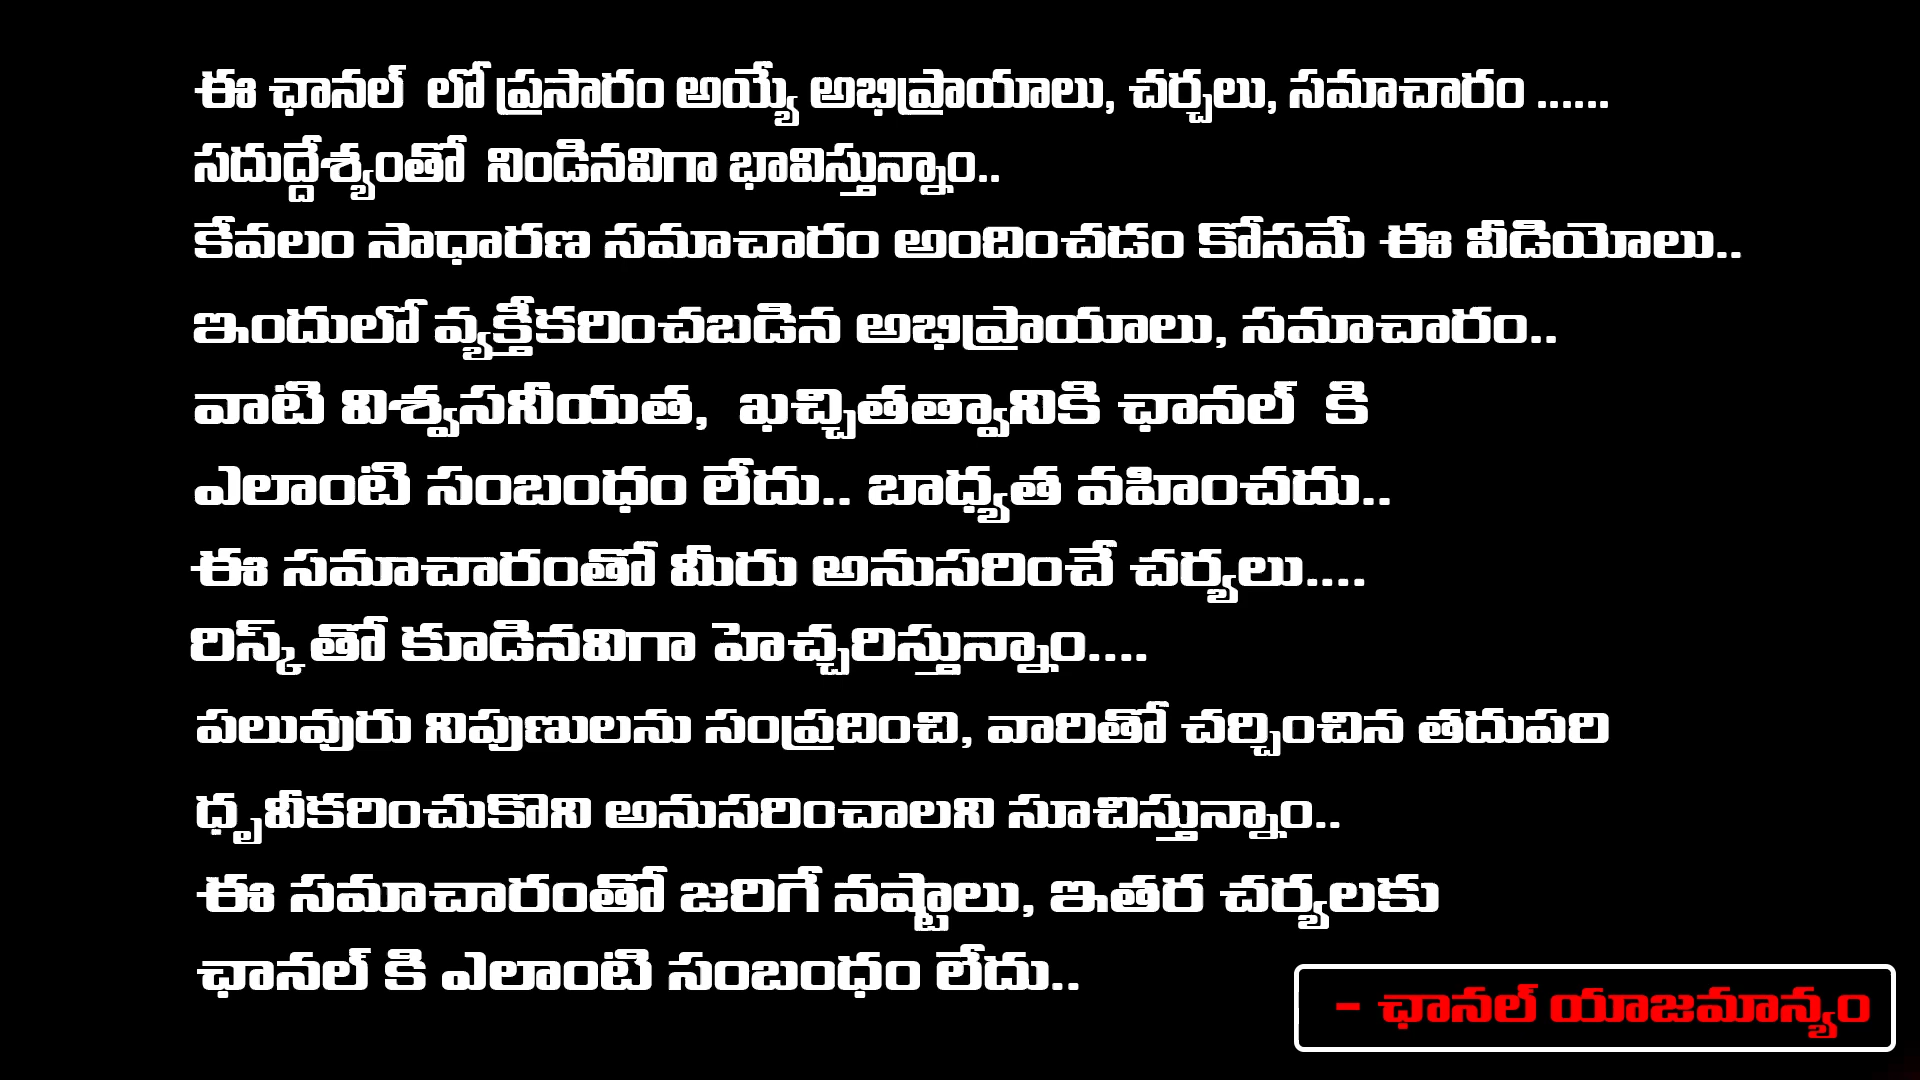 ఈ ఛానల్ లో ప్రసారం అయ్యే అభిప్రాయాలు, చర్చలు, సమాచారం ......
సదుద్దేశ్యంతో నిండినవిగా భావిస్తున్నాం..
కేవలం సాధారణ సమాచారం అందించడం కోసమే ఈ వీడియోలు..
ఇందులో వ్యక్తీకరించబడిన అభిప్రాయాలు, సమాచారం..
వాటి విశ్వసనీయత, ఖచ్చితత్వానికి ఛానల్ కి
ఎలాంటి సంబంధం లేదు.. బాధ్యత వహించదు..
ఈ సమాచారంతో మీరు అనుసరించే చర్యలు....
రిస్క్ తో కూడినవిగా హెచ్చరిస్తున్నాం....
పలువురు నిపుణులను సంప్రదించి, వారితో చర్చించిన తదుపరి
ధృవీకరించుకొని అనుసరించాలని సూచిస్తున్నాం..
ఈ సమాచారంతో జరిగే నష్టాలు, ఇతర చర్యలకు
ఛానల్ కి ఎలాంటి సంబంధం లేదు..
- ఛానల్ యాజమాన్యం